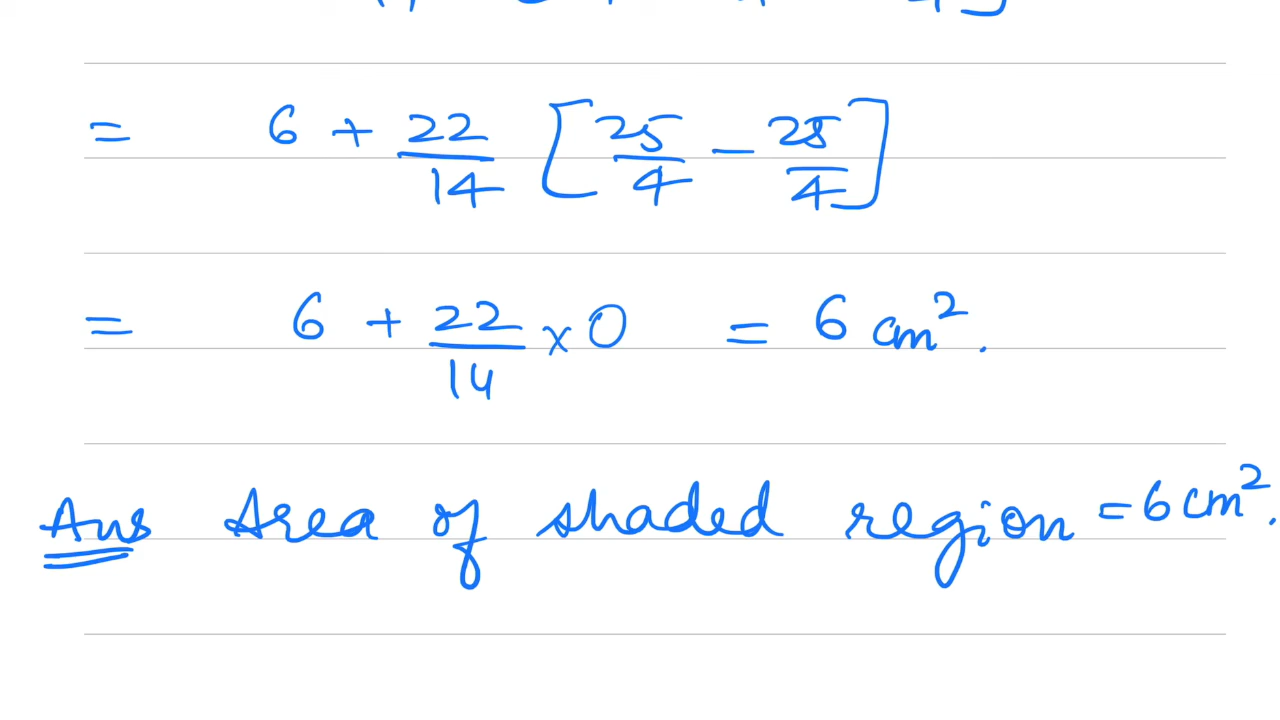 = 6 + 22/14 [25/4 - 25/4]
= 6 + 22/14 × 0 = 6 cm².
Ans Area of shaded region = 6 cm².